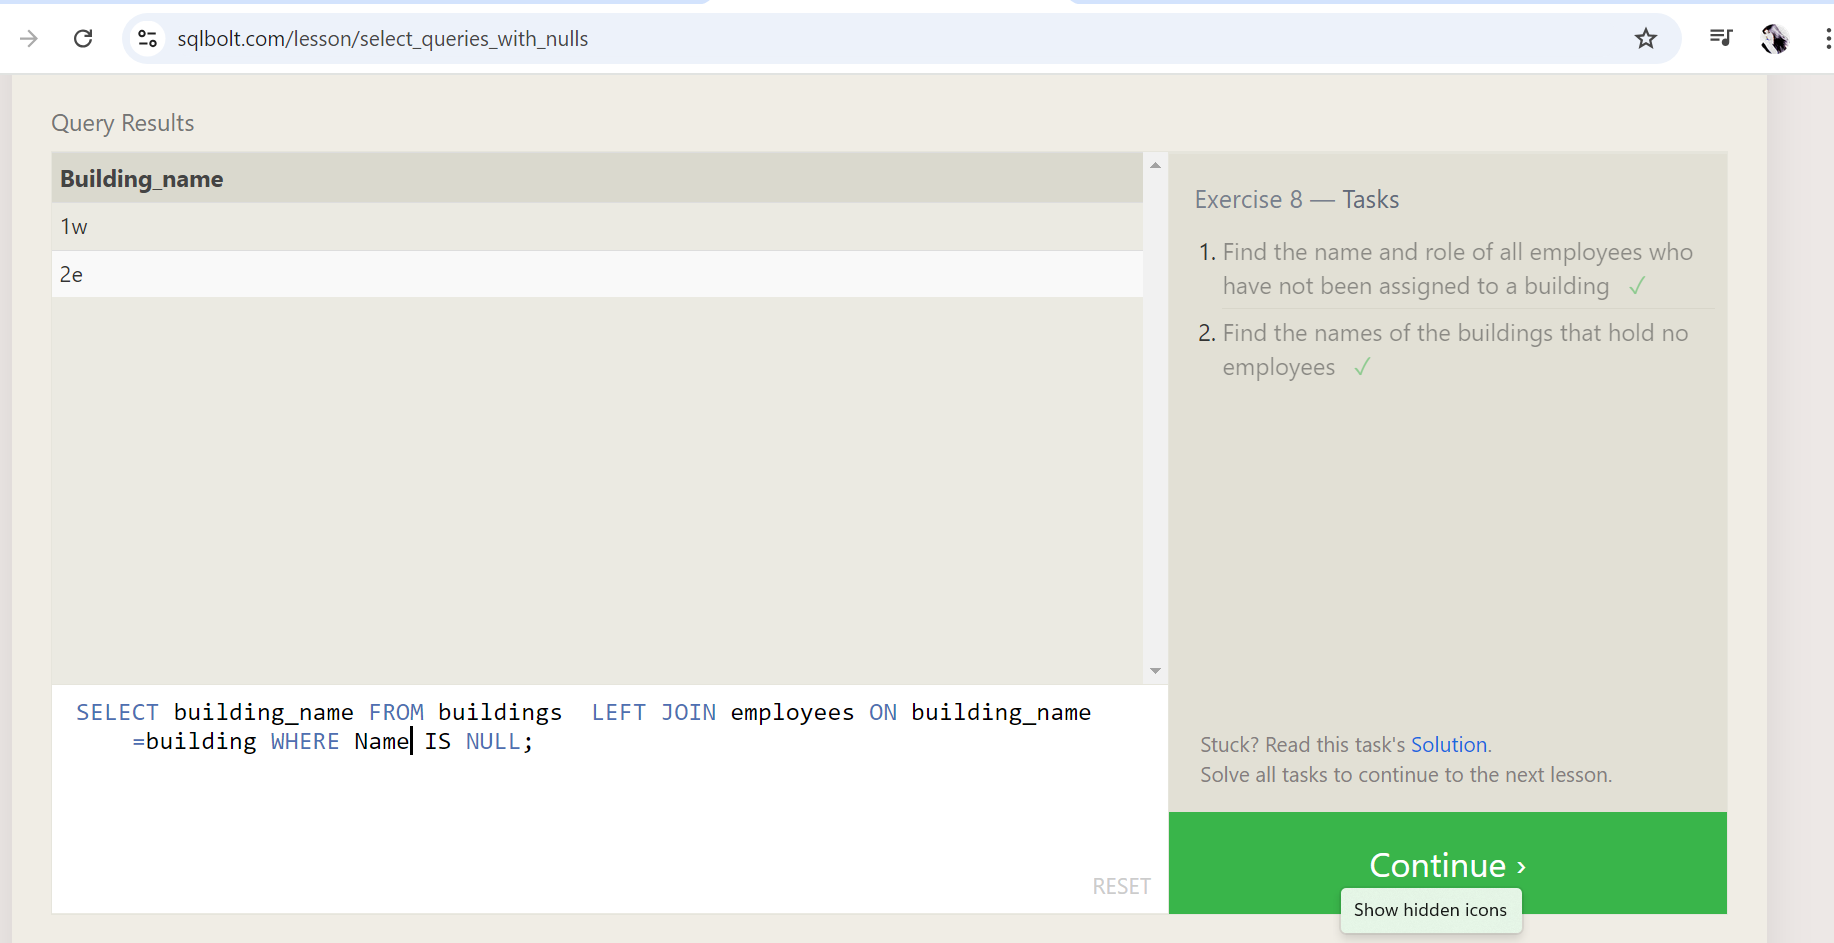 sqlbolt.com/lesson/select_queries_with_nulls
Query Results
Building_name
1w
2e
Exercise 8 — Tasks
1. Find the name and role of all employees who
have not been assigned to a building ✓
2. Find the names of the buildings that hold no
employees ✓
SELECT building_name FROM buildings  LEFT JOIN employees ON building_name
=building WHERE Name IS NULL;
RESET
Stuck? Read this task's Solution.
Solve all tasks to continue to the next lesson.
Continue ›
Show hidden icons